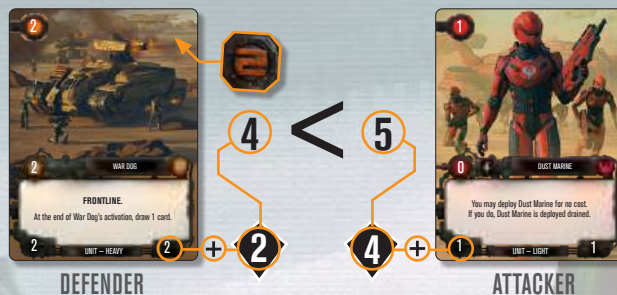 2
2
WAR DOG
FRONTLINE.
At the end of War Dog's activation, draw 1 card.
2
UNIT – HEAVY
2
DEFENDER
2
4 < 5
+ 2
4 +
1
0
DUST MARINE
You may deploy Dust Marine for no cost.
If you do, Dust Marine is deployed drained.
1
UNIT – LIGHT
1
ATTACKER